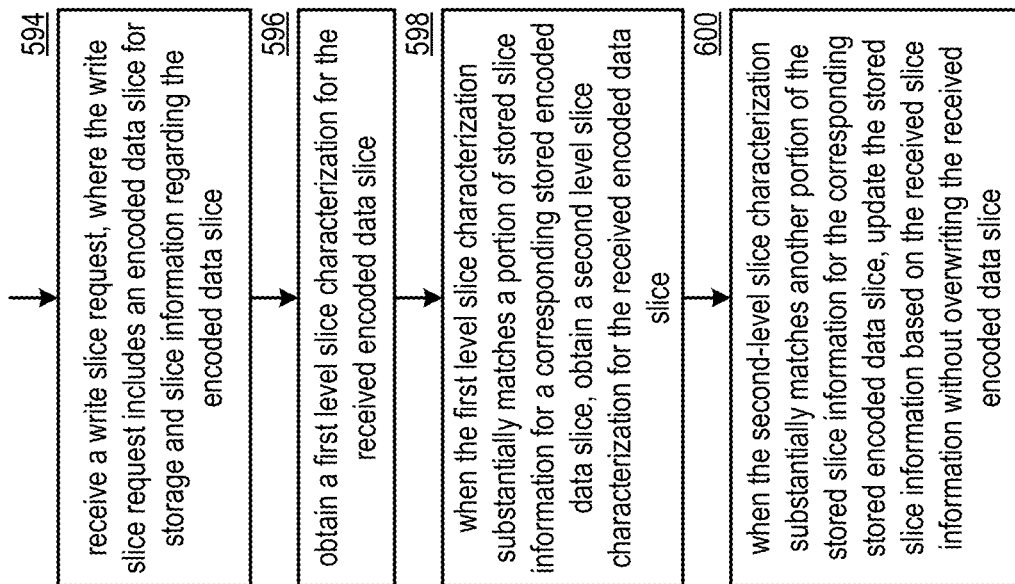 594
receive a write slice request, where the write
slice request includes an encoded data slice for
storage and slice information regarding the
encoded data slice
596
obtain a first level slice characterization for the
received encoded data slice
598
when the first level slice characterization
substantially matches a portion of stored slice
information for a corresponding stored encoded
data slice, obtain a second level slice
characterization for the received encoded data
slice
600
when the second-level slice characterization
substantially matches another portion of the
stored slice information for the corresponding
stored encoded data slice, update the stored
slice information based on the received slice
information without overwriting the received
encoded data slice